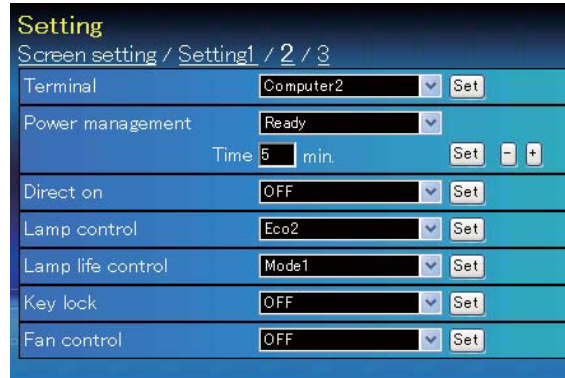 Setting
Screen setting / Setting1 / 2 / 3
Terminal Computer2 Set
Power management Ready
Time 5 min. Set - +
Direct on OFF Set
Lamp control Eco2 Set
Lamp life control Mode1 Set
Key lock OFF Set
Fan control OFF Set